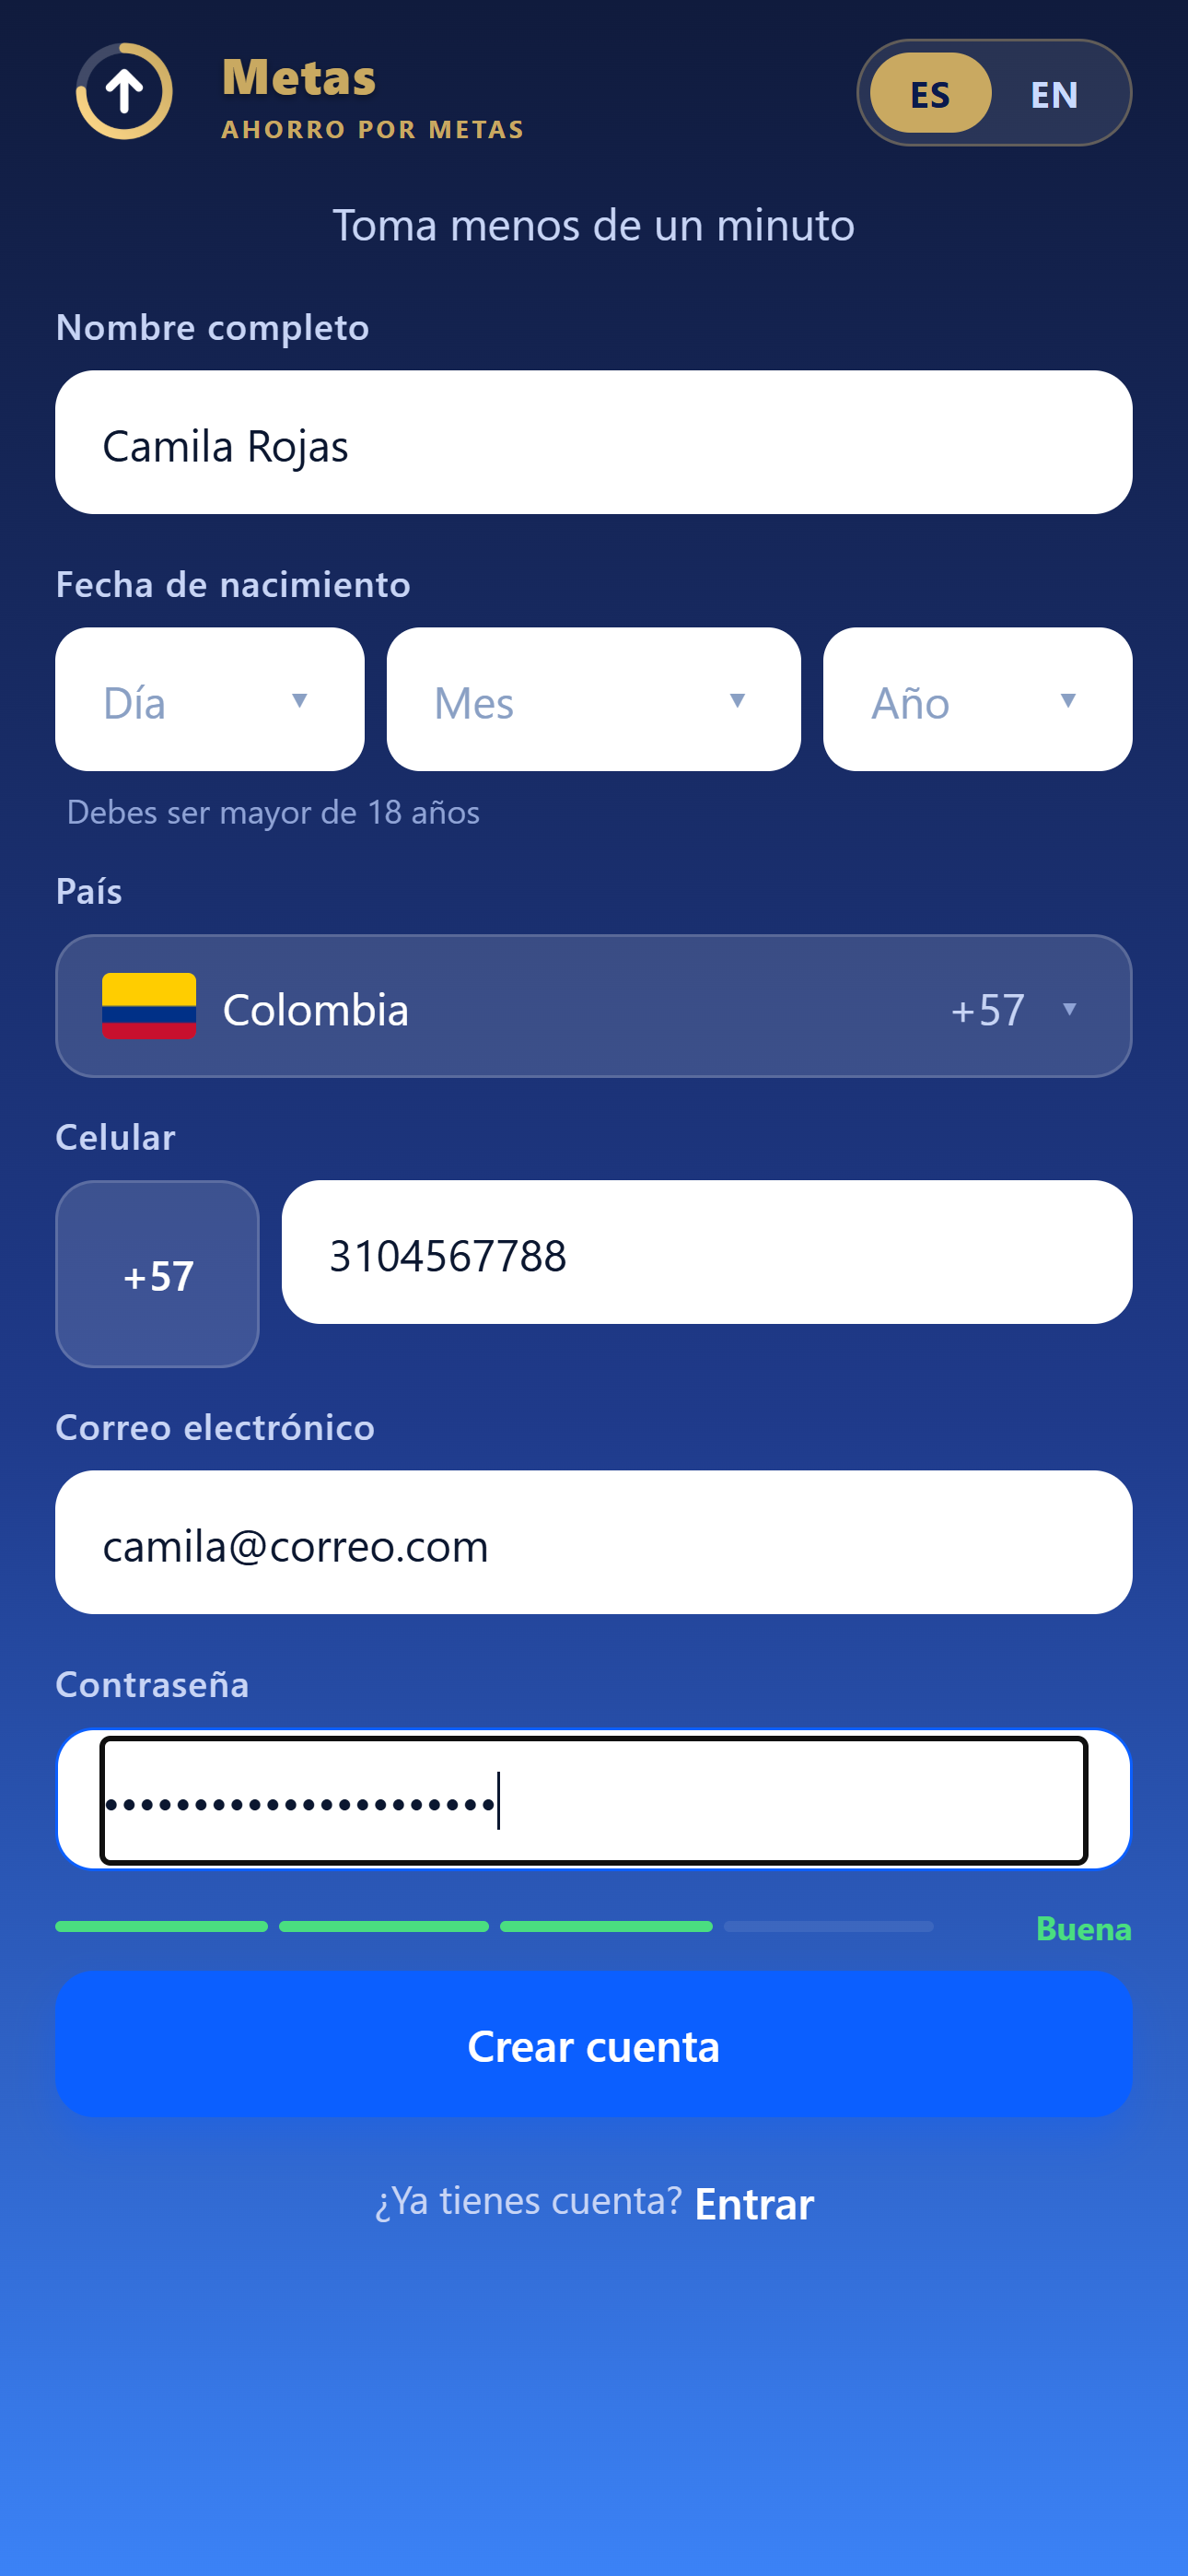 Metas
AHORRO POR METAS
ES EN
Toma menos de un minuto
Nombre completo
Camila Rojas
Fecha de nacimiento
Día Mes Año
Debes ser mayor de 18 años
País
Colombia +57
Celular
+57 3104567788
Correo electrónico
camila@correo.com
Contraseña
••••••••••••••••••••••
Buena
Crear cuenta
¿Ya tienes cuenta? Entrar